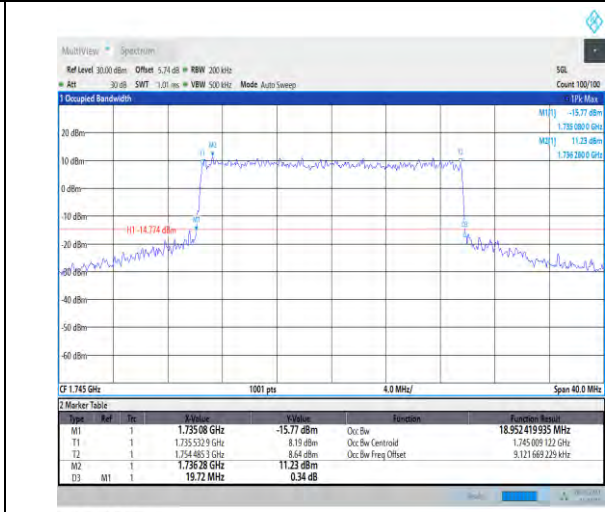 MultiView Spectrum
Ref Level 30.00 dBm Offset 5.74 dB RBW 200 kHz SGL
Att 30 dB SWT 1.01 ms VBW 500 kHz Mode Auto Sweep Count 100/100
1 Occupied Bandwidth 1Pk Max
M1[1] -15.77 dBm
1.735 080 0 GHz
M2[1] 11.23 dBm
1.736 280 0 GHz
20 dBm
10 dBm
0 dBm
-10 dBm
H1 -14.774 dBm
-20 dBm
-30 dBm
-40 dBm
-50 dBm
-60 dBm
CF 1.745 GHz 1001 pts 4.0 MHz/ Span 40.0 MHz
2 Marker Table
Type Ref Trc X-Value Y-Value Function Function Result
M1 1 1.735 08 GHz -15.77 dBm Occ Bw 18.952 419 935 MHz
T1 1 1.735 532 9 GHz 8.19 dBm Occ Bw Centroid 1.745 009 122 GHz
T2 1 1.754 485 3 GHz 8.64 dBm Occ Bw Freq Offset 9.121 669 229 kHz
M2 1 1.736 28 GHz 11.23 dBm
D3 M1 1 19.72 MHz 0.34 dB